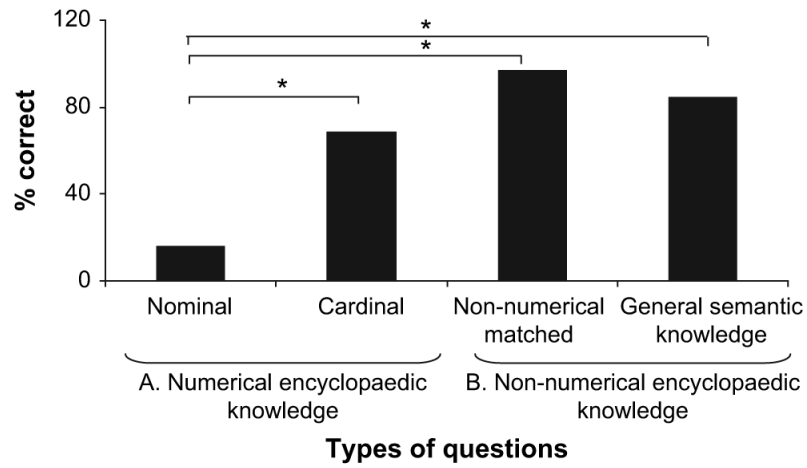 120
*
*
80
*
% correct
40
0
Nominal
Cardinal
Non-numerical
matched
General semantic
knowledge
A. Numerical encyclopaedic
knowledge
B. Non-numerical encyclopaedic
knowledge
Types of questions